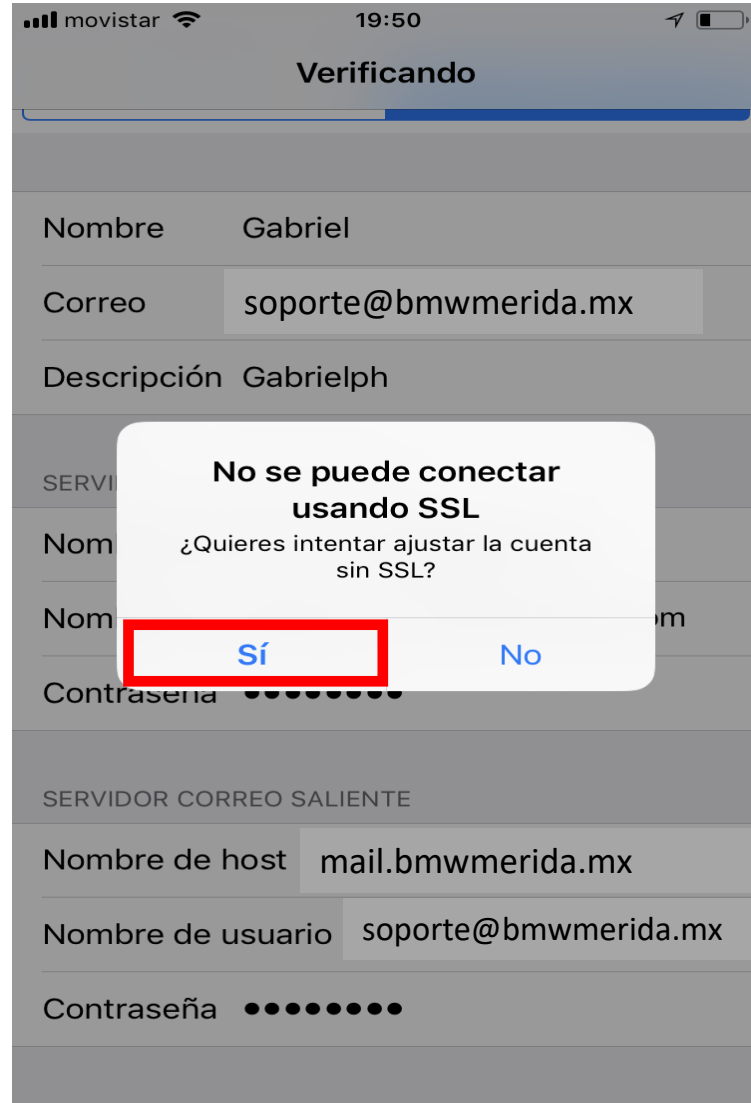 movistar 19:50
Verificando
Nombre Gabriel
Correo soporte@bmwmerida.mx
Descripción Gabrielph
No se puede conectar
usando SSL
¿Quieres intentar ajustar la cuenta
sin SSL?
Sí No
Contraseña ●●●●●●●●
SERVIDOR CORREO SALIENTE
Nombre de host mail.bmwmerida.mx
Nombre de usuario soporte@bmwmerida.mx
Contraseña ●●●●●●●●